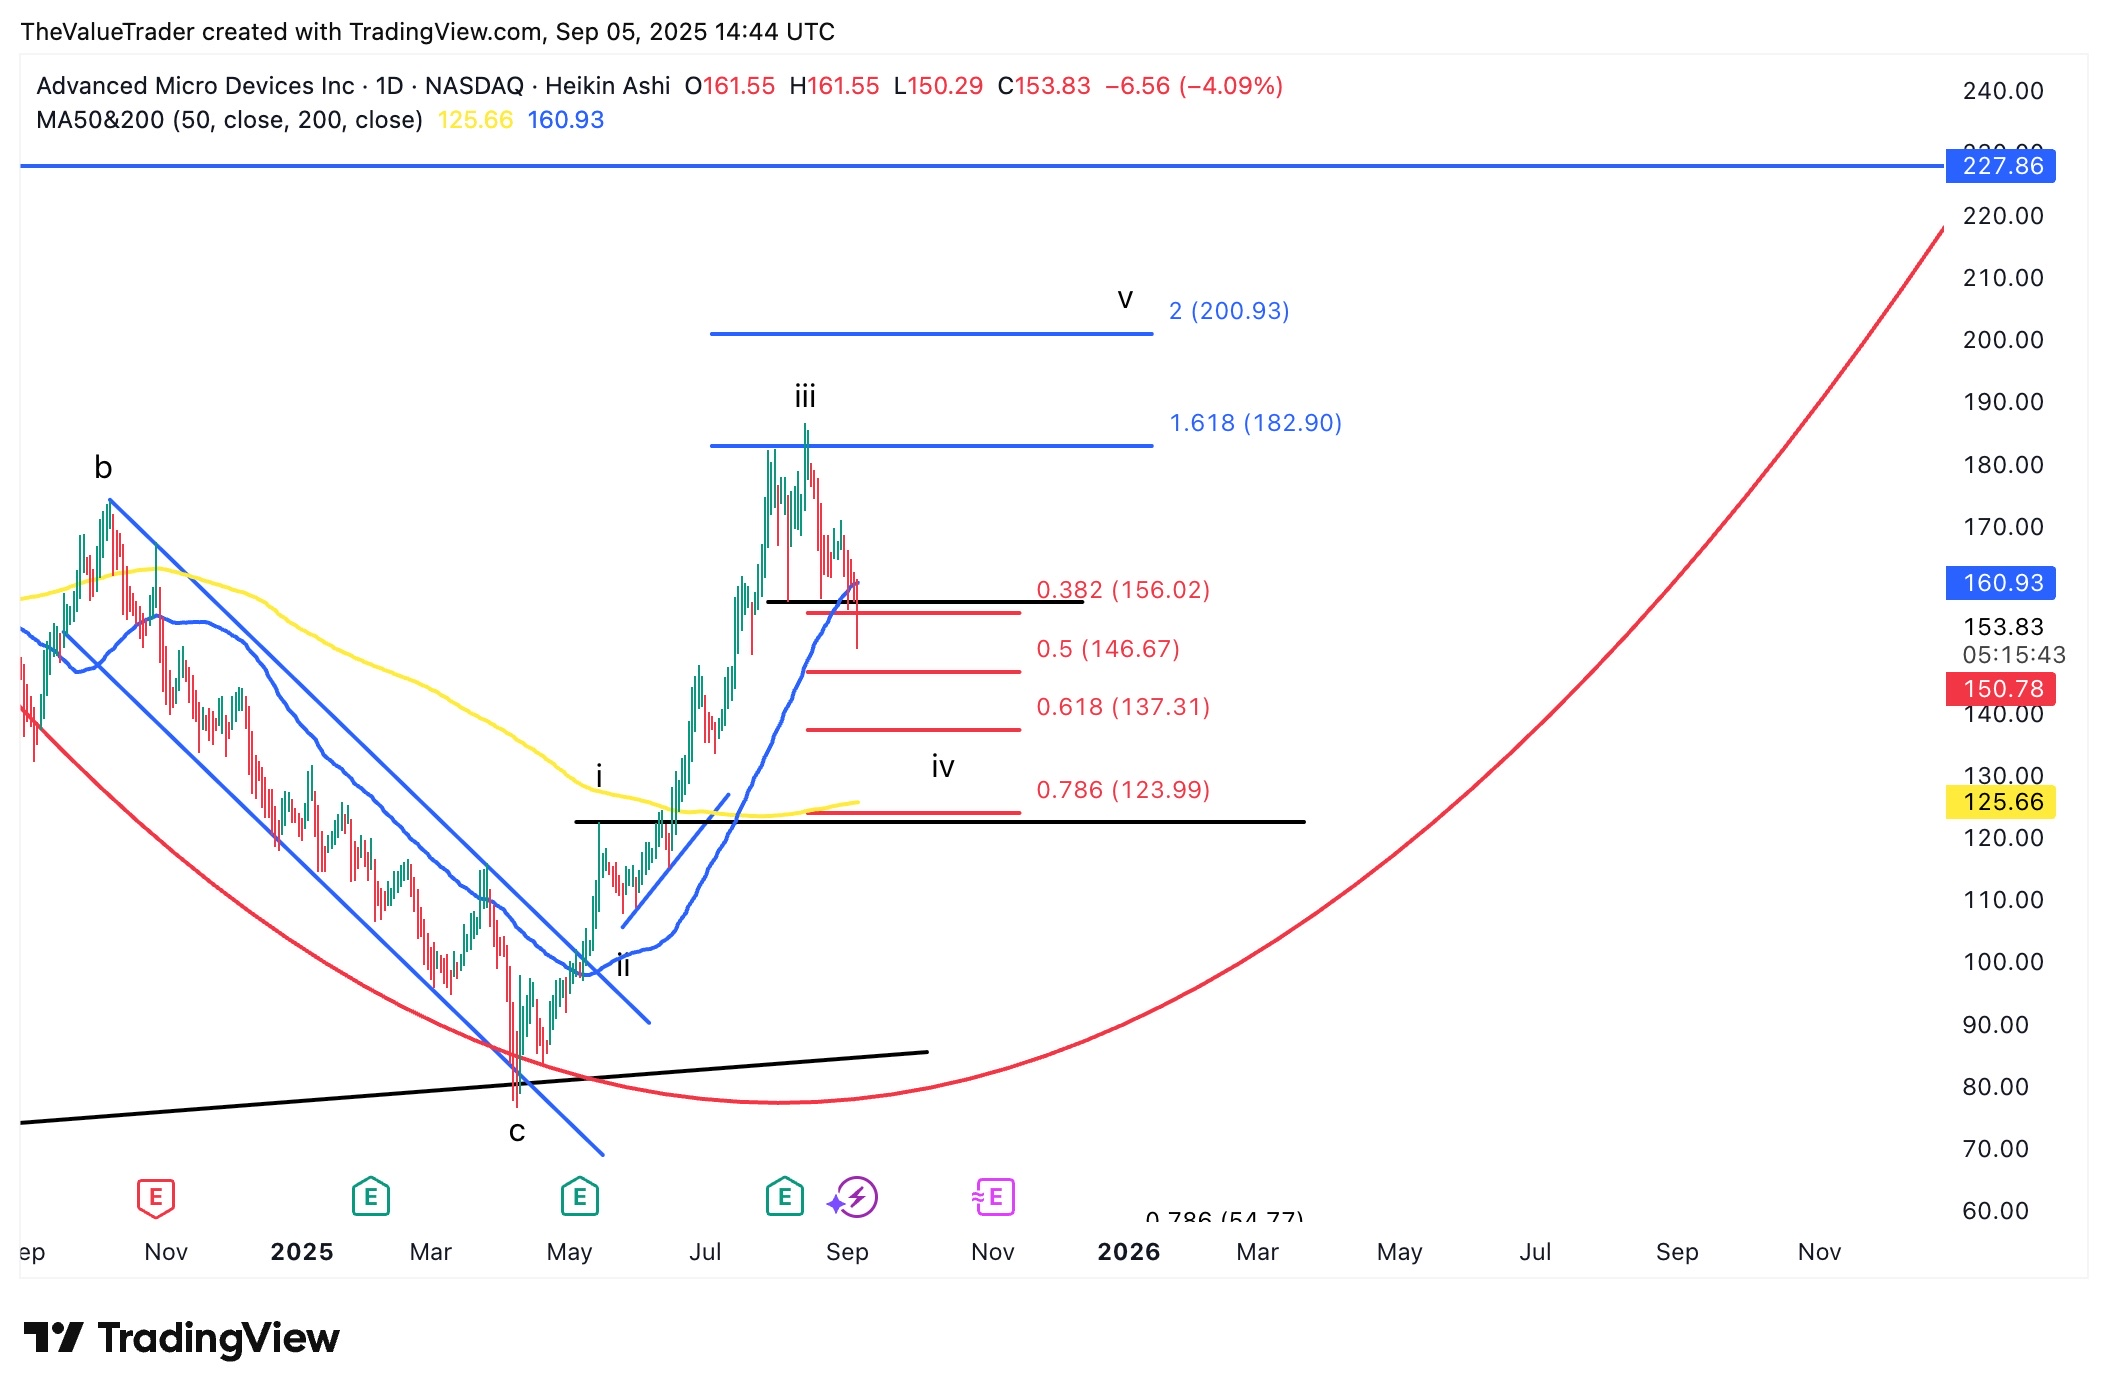 TheValueTrader created with TradingView.com, Sep 05, 2025 14:44 UTC
Advanced Micro Devices Inc · 1D · NASDAQ · Heikin Ashi O161.55 H161.55 L150.29 C153.83 −6.56 (−4.09%)
MA50&200 (50, close, 200, close) 125.66 160.93
240.00
227.86
220.00
210.00
v
2 (200.93)
200.00
iii
190.00
1.618 (182.90)
b
180.00
170.00
0.382 (156.02)
160.93
153.83
0.5 (146.67)
05:15:43
150.78
0.618 (137.31)
140.00
iv
i
130.00
0.786 (123.99)
125.66
120.00
110.00
ii
100.00
90.00
80.00
c
70.00
E
E
E
E
≈E
60.00
0.786 (54.77)
ep Nov 2025 Mar May Jul Sep Nov 2026 Mar May Jul Sep Nov
TradingView